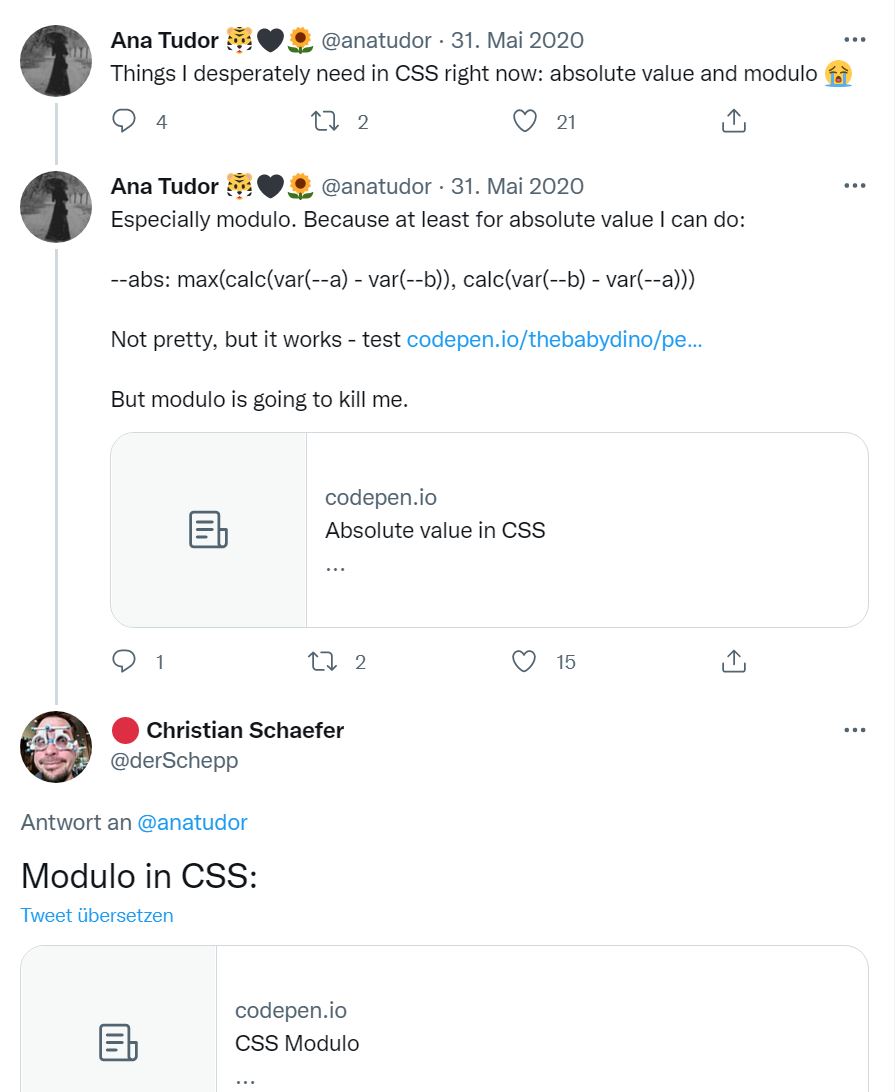 Ana Tudor 🐯🖤🌻 @anatudor · 31. Mai 2020
Things I desperately need in CSS right now: absolute value and modulo 😭
4 2 21
Ana Tudor 🐯🖤🌻 @anatudor · 31. Mai 2020
Especially modulo. Because at least for absolute value I can do:
--abs: max(calc(var(--a) - var(--b)), calc(var(--b) - var(--a)))
Not pretty, but it works - test codepen.io/thebabydino/pe...
But modulo is going to kill me.
codepen.io
Absolute value in CSS
...
1 2 15
🔴 Christian Schaefer
@derSchepp
Antwort an @anatudor
Modulo in CSS:
Tweet übersetzen
codepen.io
CSS Modulo
...